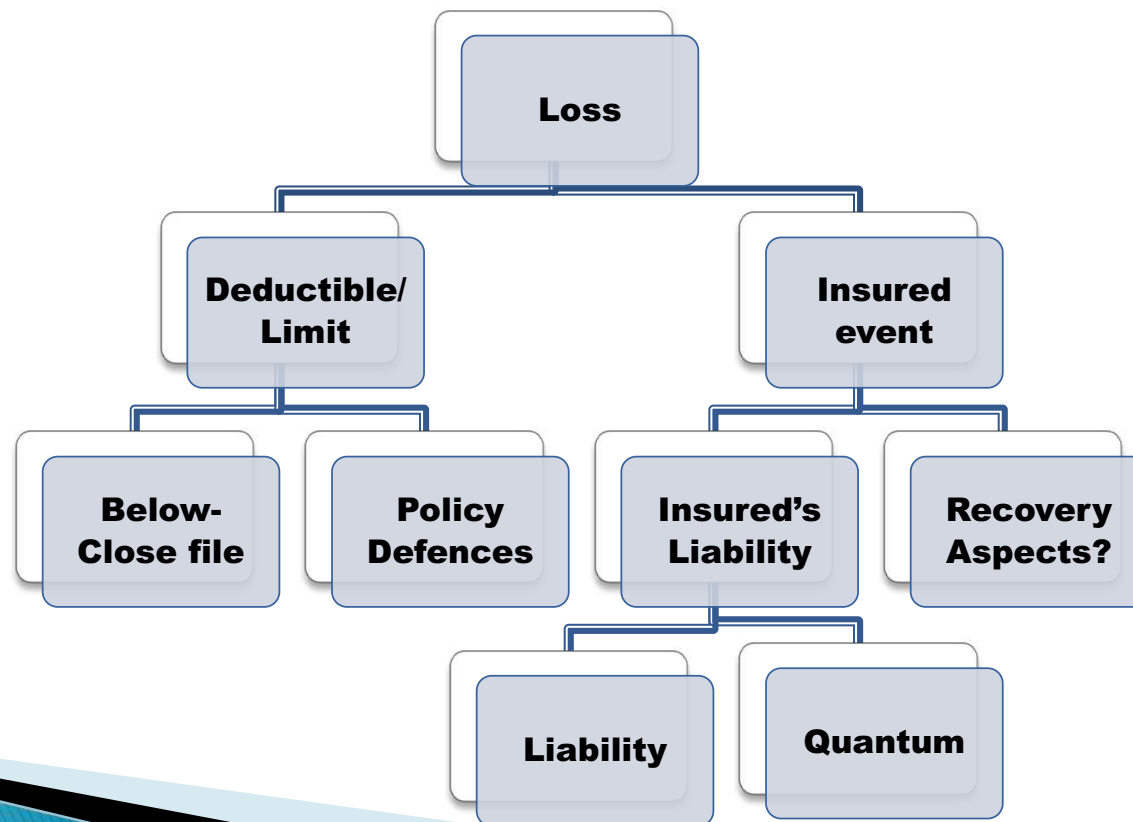 Loss
Deductible/
Limit
Insured
event
Below-
Close file
Policy
Defences
Insured’s
Liability
Recovery
Aspects?
Liability
Quantum